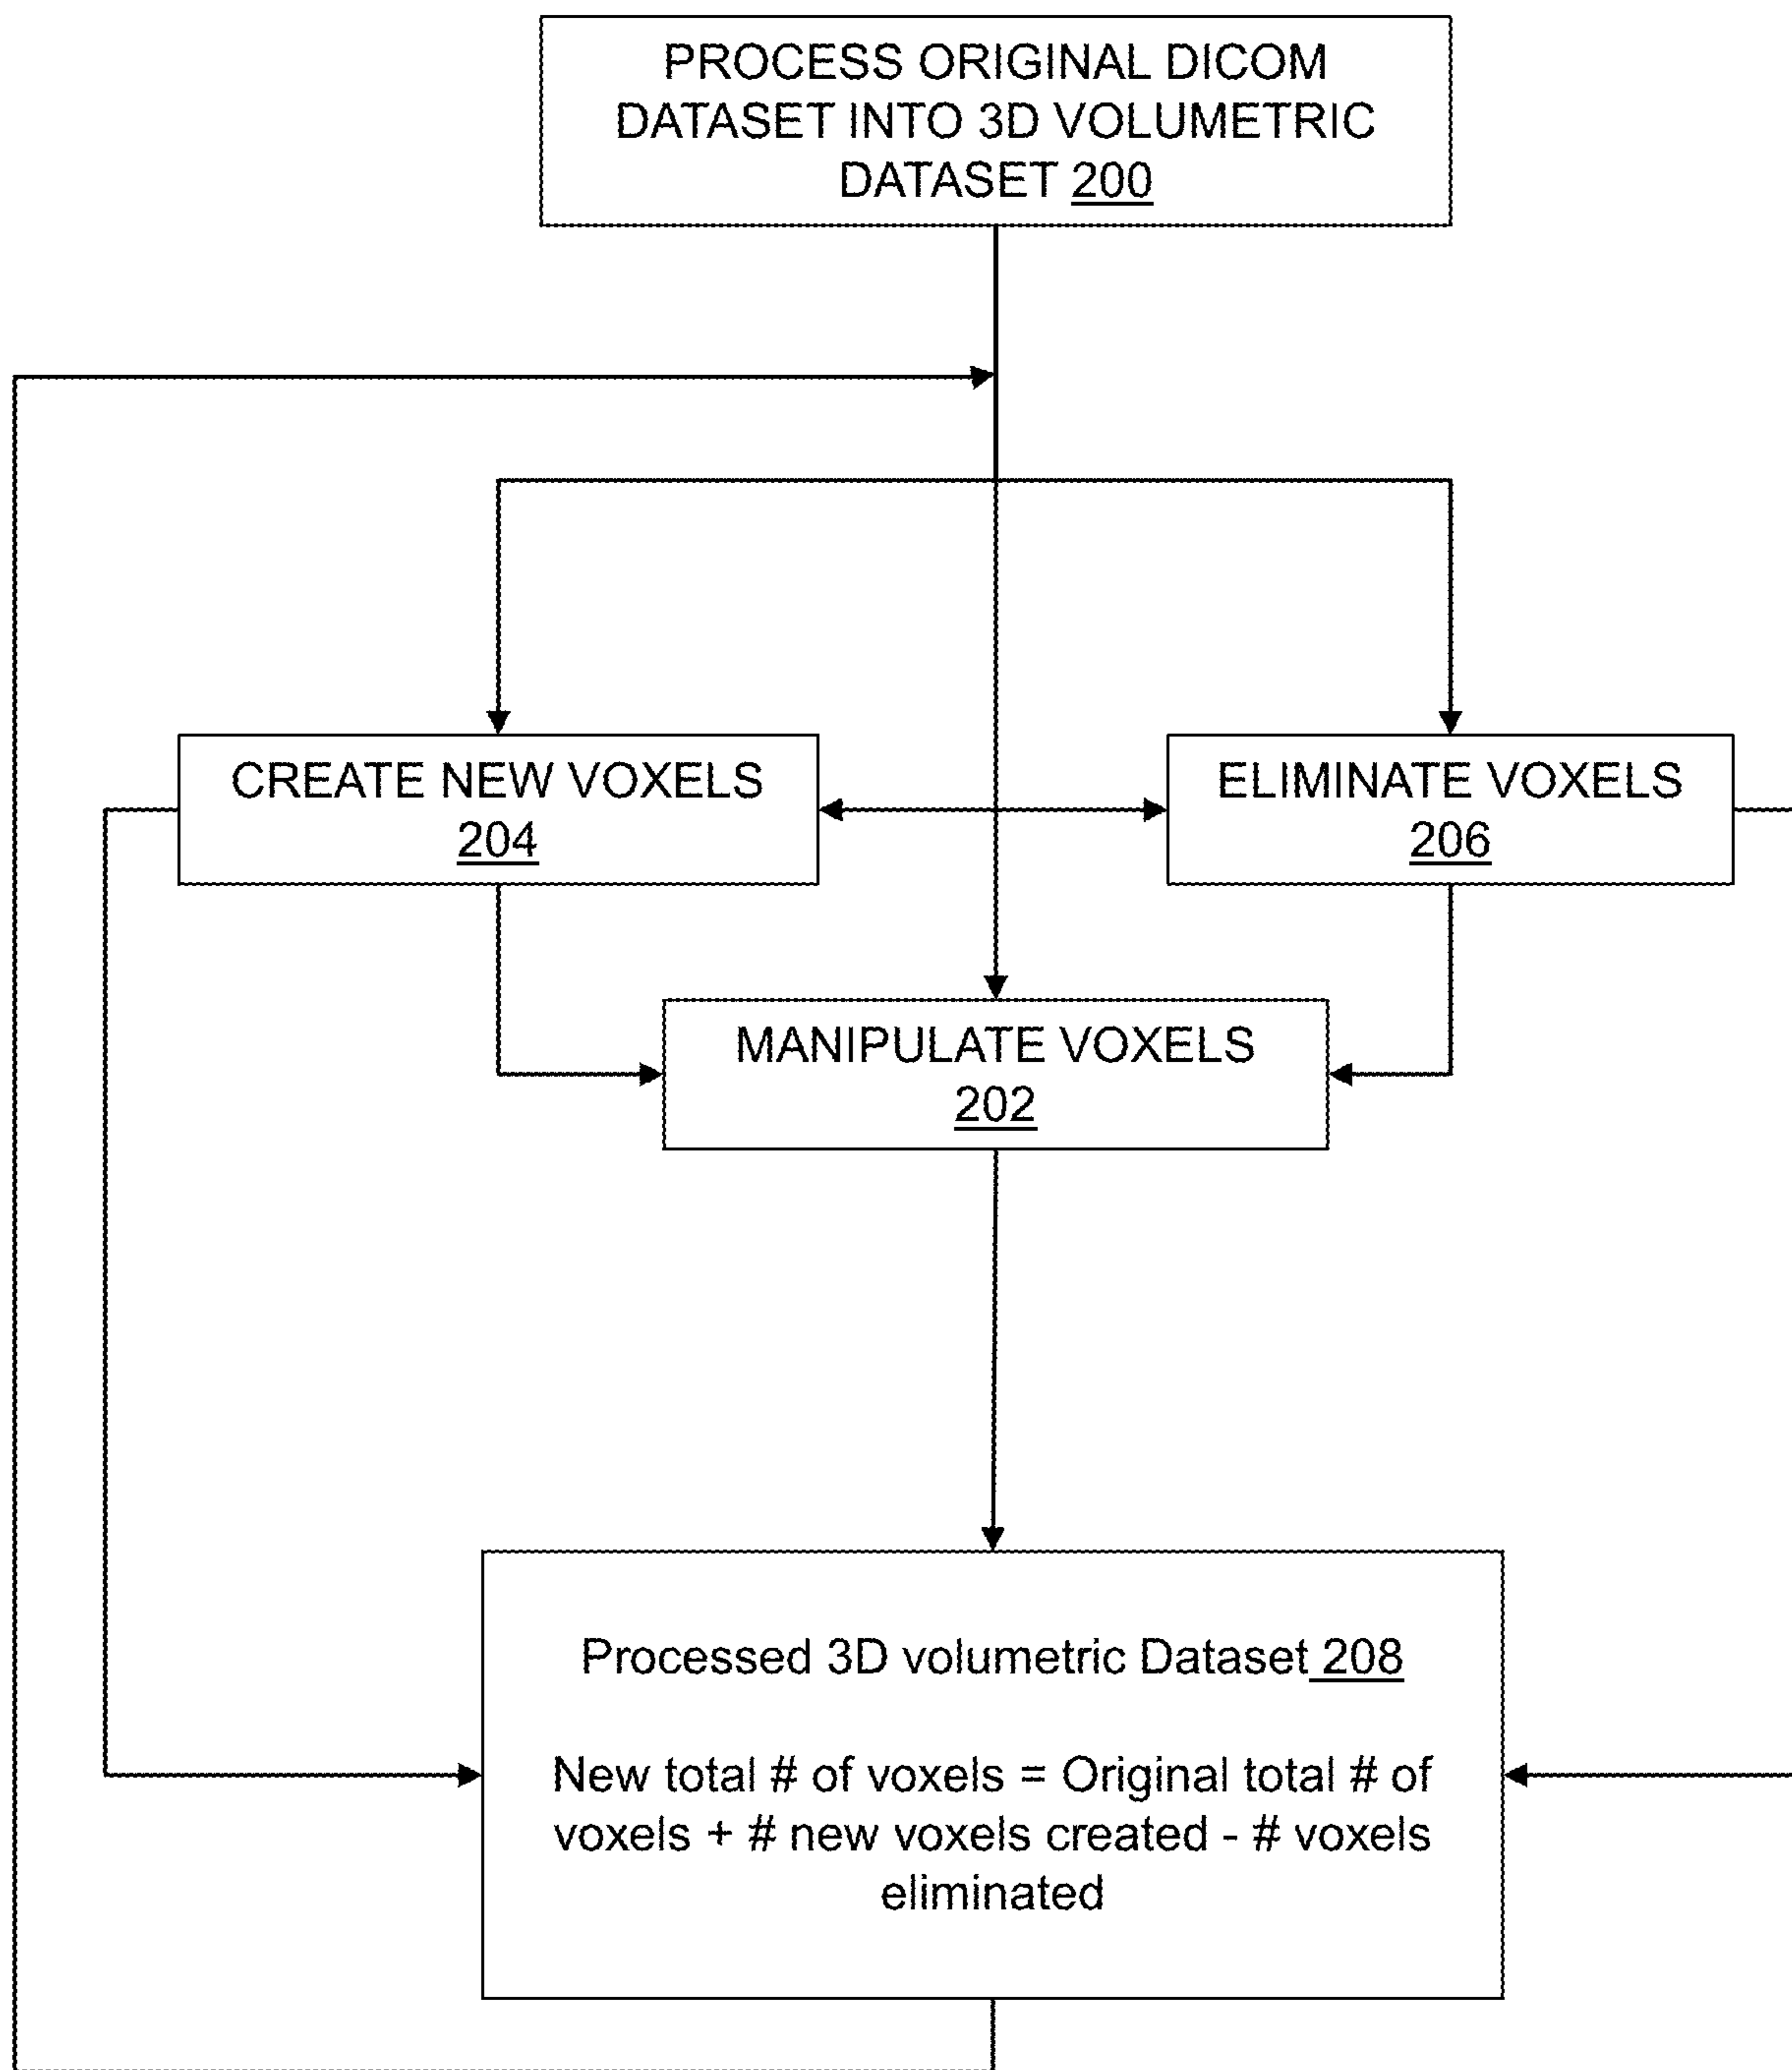 PROCESS ORIGINAL DICOM
DATASET INTO 3D VOLUMETRIC
DATASET 200
CREATE NEW VOXELS
204
ELIMINATE VOXELS
206
MANIPULATE VOXELS
202
Processed 3D volumetric Dataset 208
New total # of voxels = Original total # of
voxels + # new voxels created - # voxels
eliminated